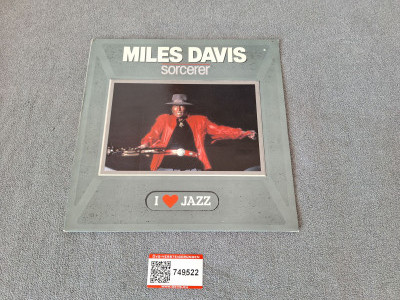 MILES DAVIS
sorcerer
I ❤ JAZZ
749522